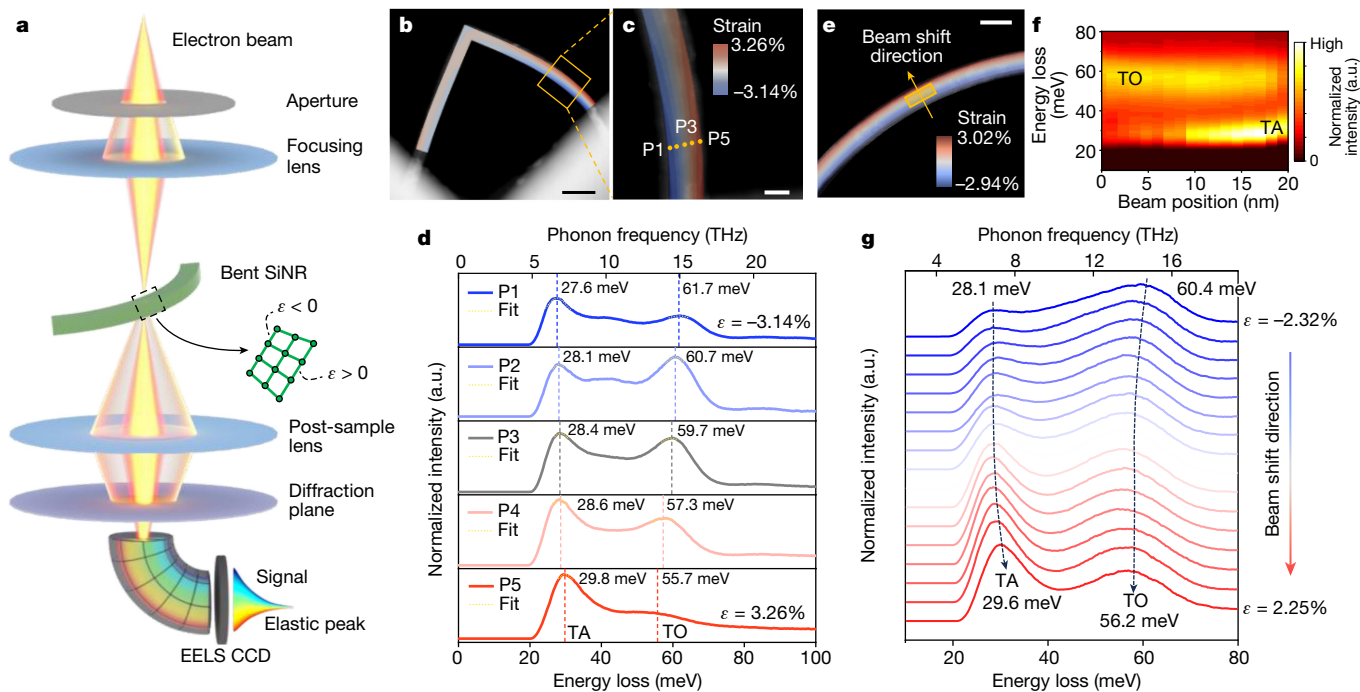 a
Electron beam
Aperture
Focusing
lens
Bent SiNR
ε < 0
ε > 0
Post-sample
lens
Diffraction
plane
Signal
Elastic peak
EELS CCD
b
c
Strain
3.26%
−3.14%
P3
P1
P5
e
Beam shift
direction
Strain
3.02%
−2.94%
f
80
60
40
20
Energy loss
(meV)
TO
TA
0
5
10
15
20
Beam position (nm)
High
0
Normalized
intensity (a.u.)
d
Phonon frequency (THz)
0
5
10
15
20
P1
Fit
27.6 meV
61.7 meV
ε = −3.14%
P2
Fit
28.1 meV
60.7 meV
P3
Fit
28.4 meV
59.7 meV
P4
Fit
28.6 meV
57.3 meV
P5
Fit
29.8 meV
55.7 meV
ε = 3.26%
TA
TO
Normalized intensity (a.u.)
0
20
40
60
80
100
Energy loss (meV)
g
Phonon frequency (THz)
4
8
12
16
28.1 meV
60.4 meV
ε = −2.32%
Beam shift direction
TA
29.6 meV
TO
56.2 meV
ε = 2.25%
Normalized intensity (a.u.)
20
40
60
80
Energy loss (meV)